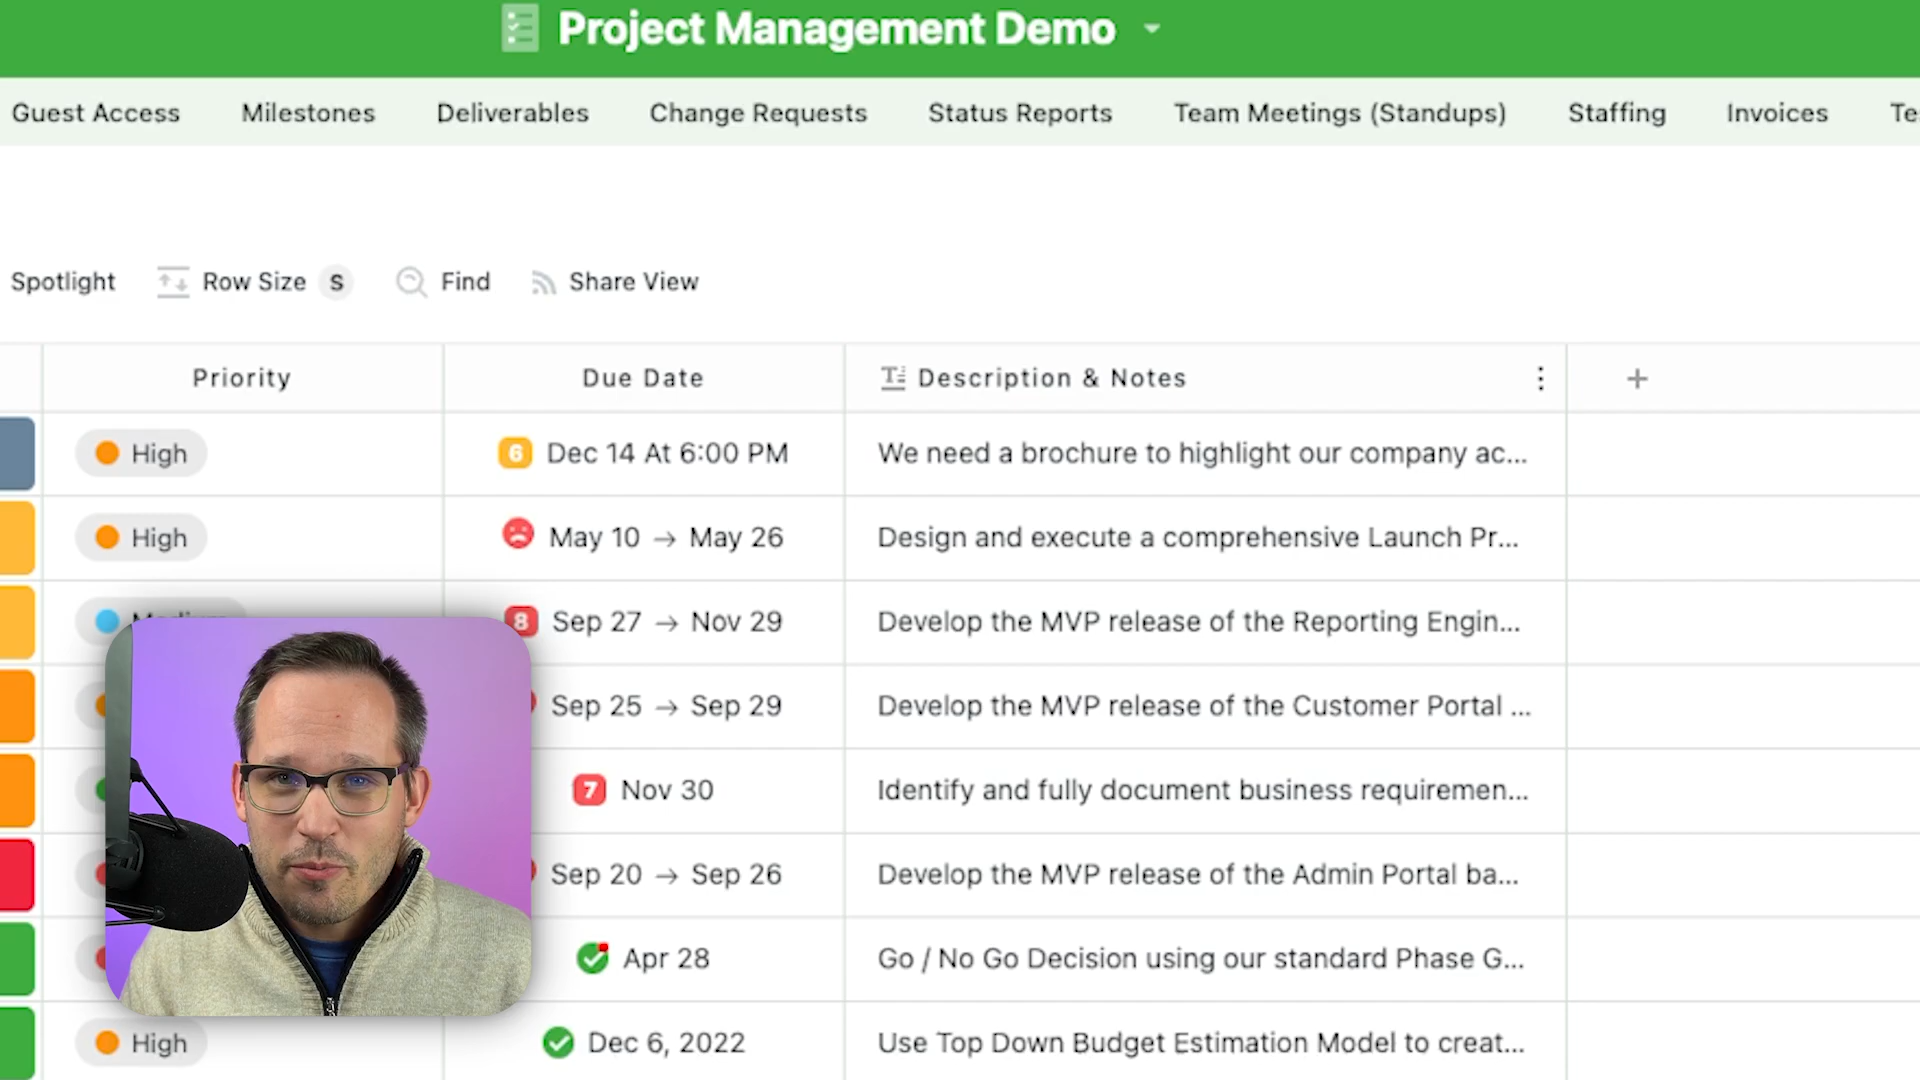 Project Management Demo
Guest Access Milestones Deliverables Change Requests Status Reports Team Meetings (Standups) Staffing Invoices
Spotlight Row Size S Find Share View
Priority Due Date Description & Notes
High 6 Dec 14 At 6:00 PM We need a brochure to highlight our company ac...
High May 10 → May 26 Design and execute a comprehensive Launch Pr...
8 Sep 27 → Nov 29 Develop the MVP release of the Reporting Engin...
Sep 25 → Sep 29 Develop the MVP release of the Customer Portal ...
7 Nov 30 Identify and fully document business requiremen...
Sep 20 → Sep 26 Develop the MVP release of the Admin Portal ba...
Apr 28 Go / No Go Decision using our standard Phase G...
High Dec 6, 2022 Use Top Down Budget Estimation Model to creat...